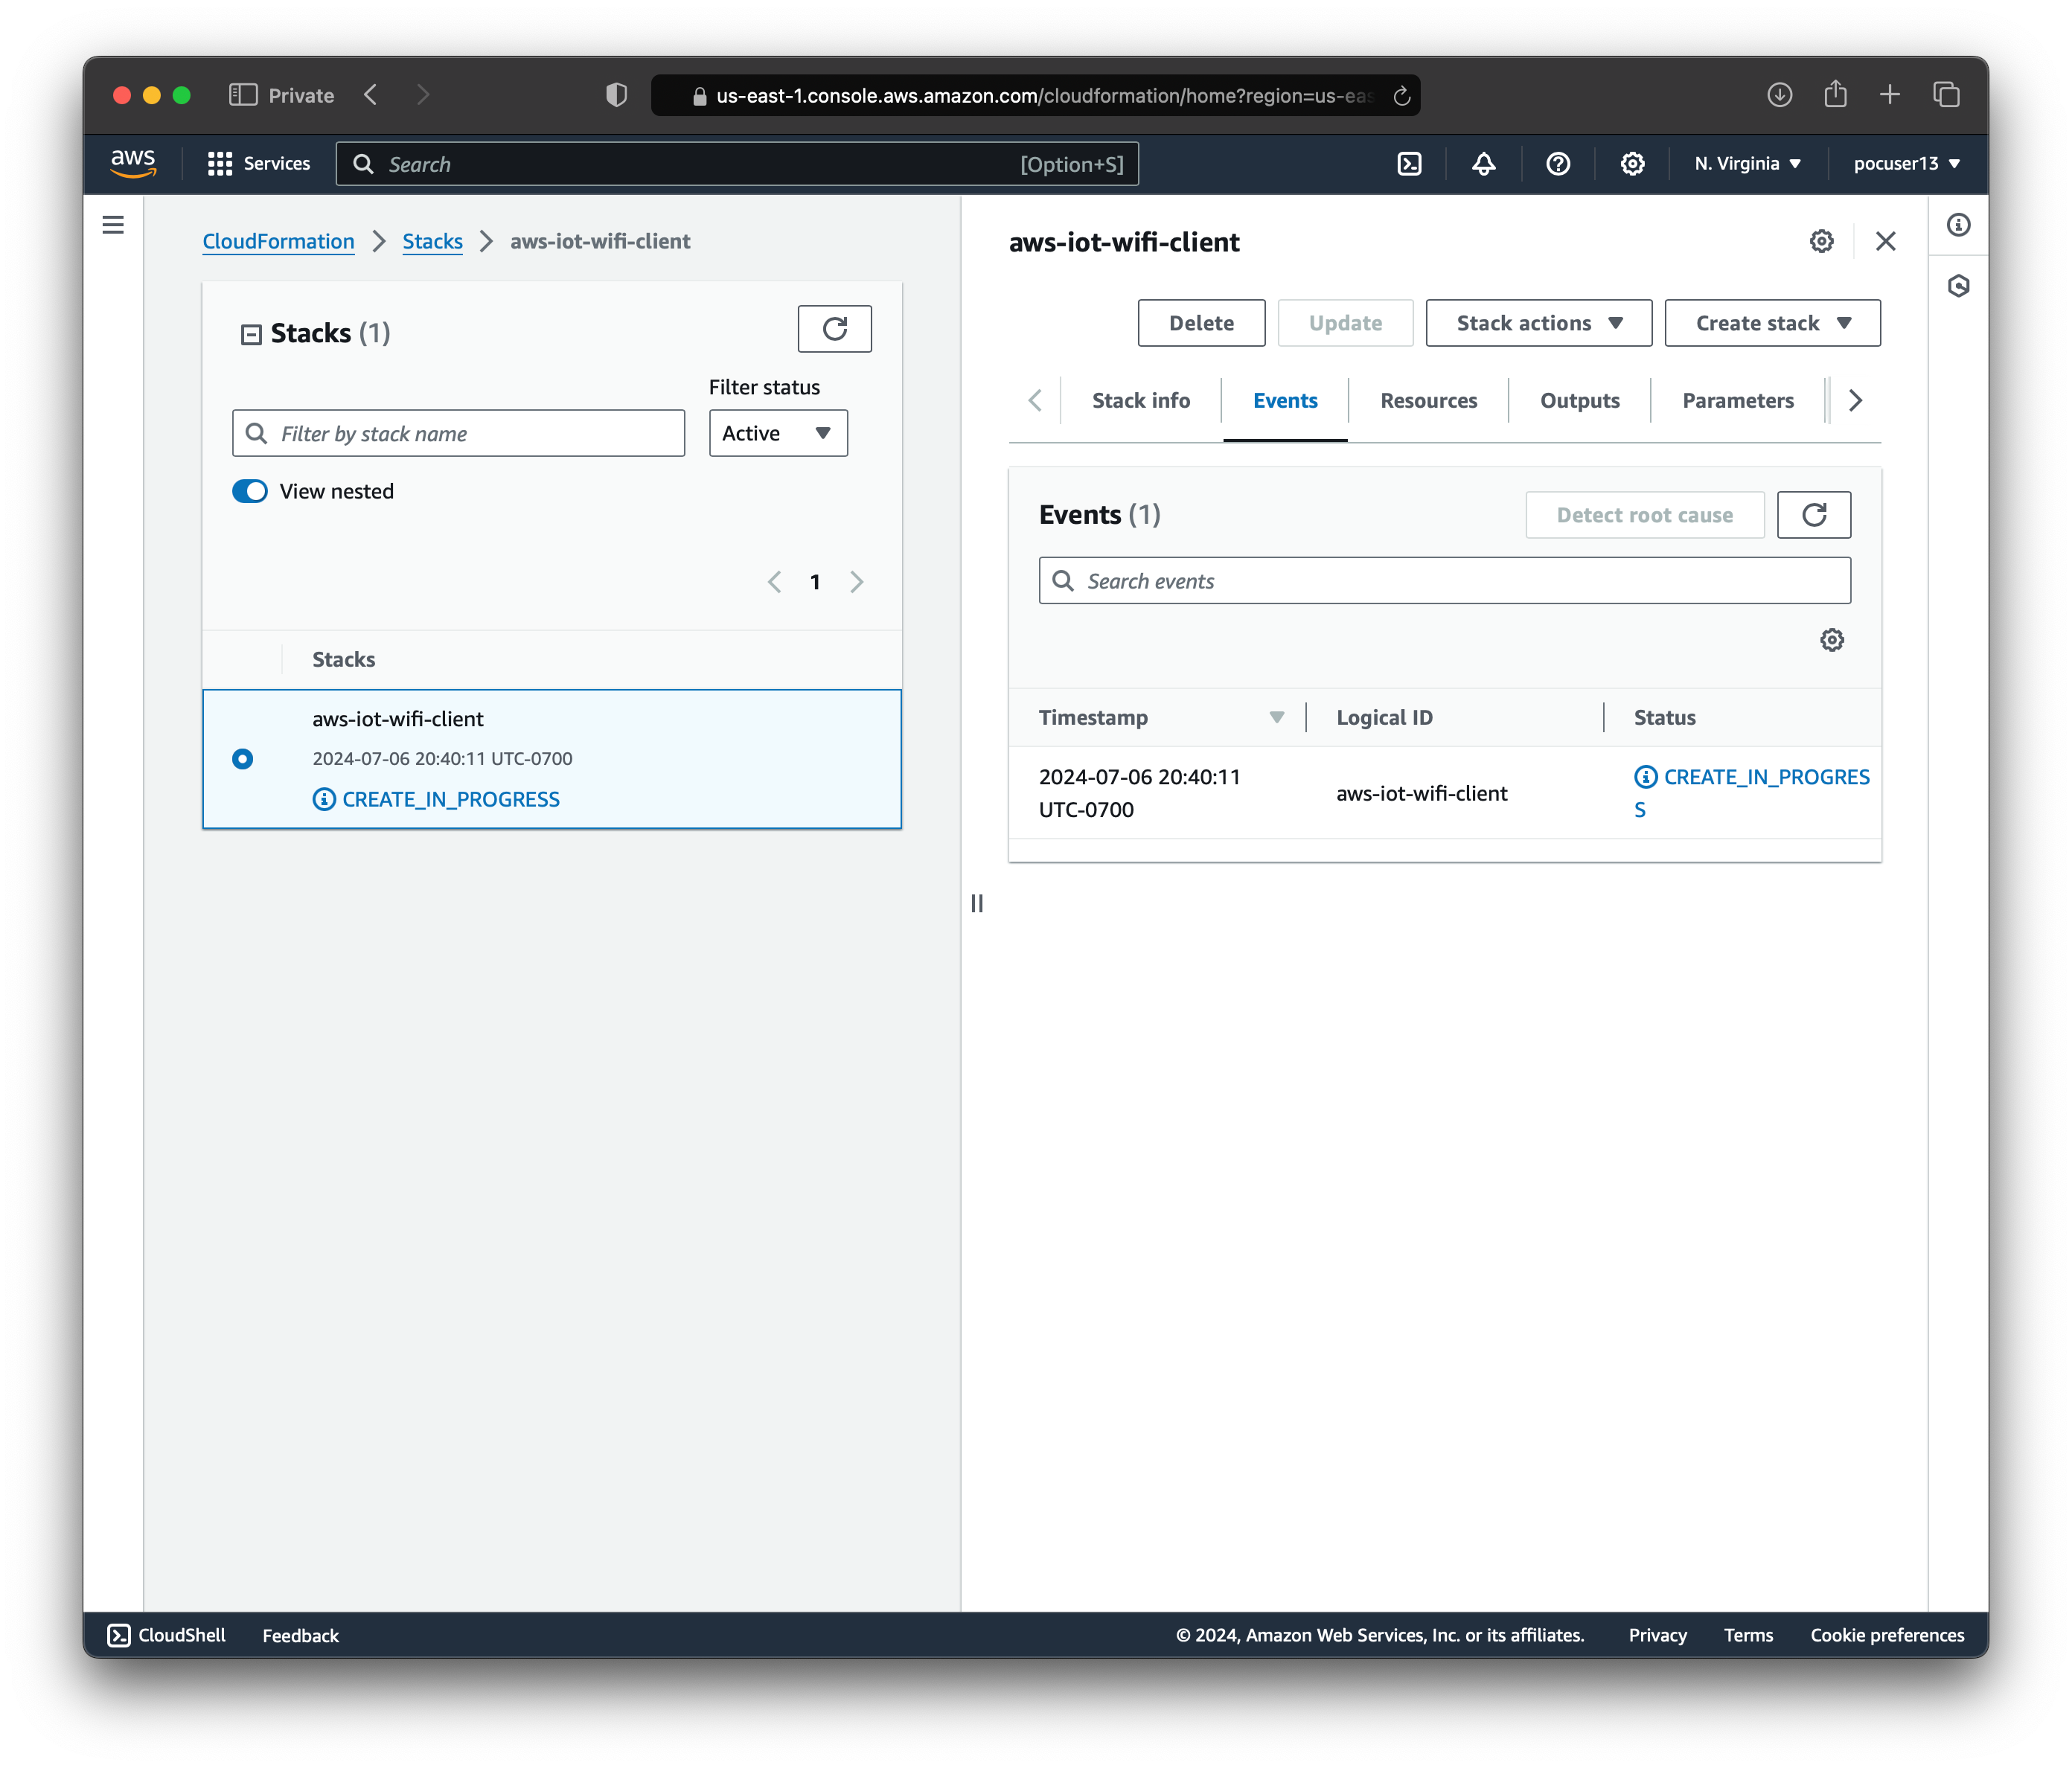 Private
us-east-1.console.aws.amazon.com/cloudformation/home?region=us-eas
aws
Services
Search
[Option+S]
N. Virginia
pocuser13
CloudFormation
Stacks
aws-iot-wifi-client
Stacks (1)
Filter status
Filter by stack name
Active
View nested
1
Stacks
aws-iot-wifi-client
2024-07-06 20:40:11 UTC-0700
CREATE_IN_PROGRESS
aws-iot-wifi-client
Delete
Update
Stack actions
Create stack
Stack info
Events
Resources
Outputs
Parameters
Events (1)
Detect root cause
Search events
Timestamp
Logical ID
Status
2024-07-06 20:40:11
UTC-0700
aws-iot-wifi-client
CREATE_IN_PROGRES
S
CloudShell
Feedback
© 2024, Amazon Web Services, Inc. or its affiliates.
Privacy
Terms
Cookie preferences